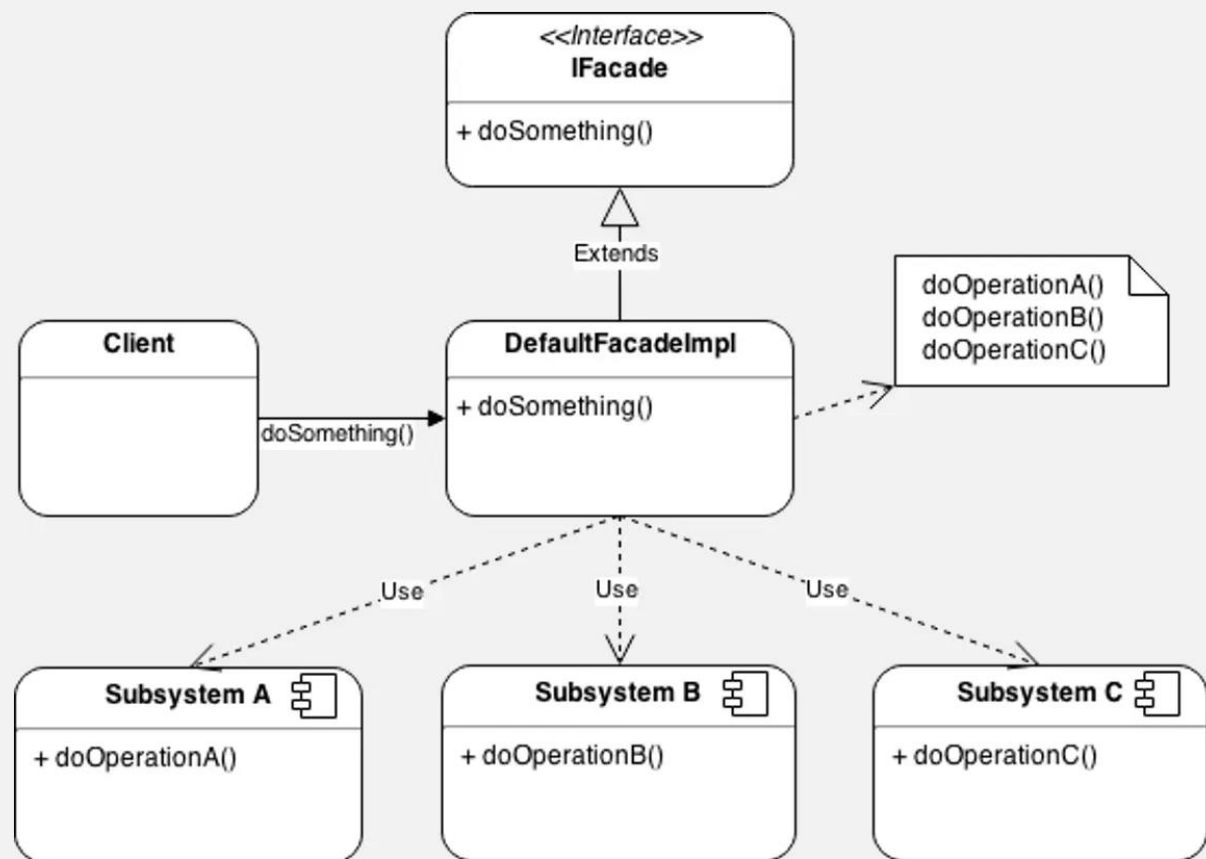 <<Interface>>
IFacade
+ doSomething()
Extends
doOperationA()
doOperationB()
doOperationC()
Client
doSomething()
DefaultFacadeImpl
+ doSomething()
Use
Use
Use
Subsystem A
+ doOperationA()
Subsystem B
+ doOperationB()
Subsystem C
+ doOperationC()